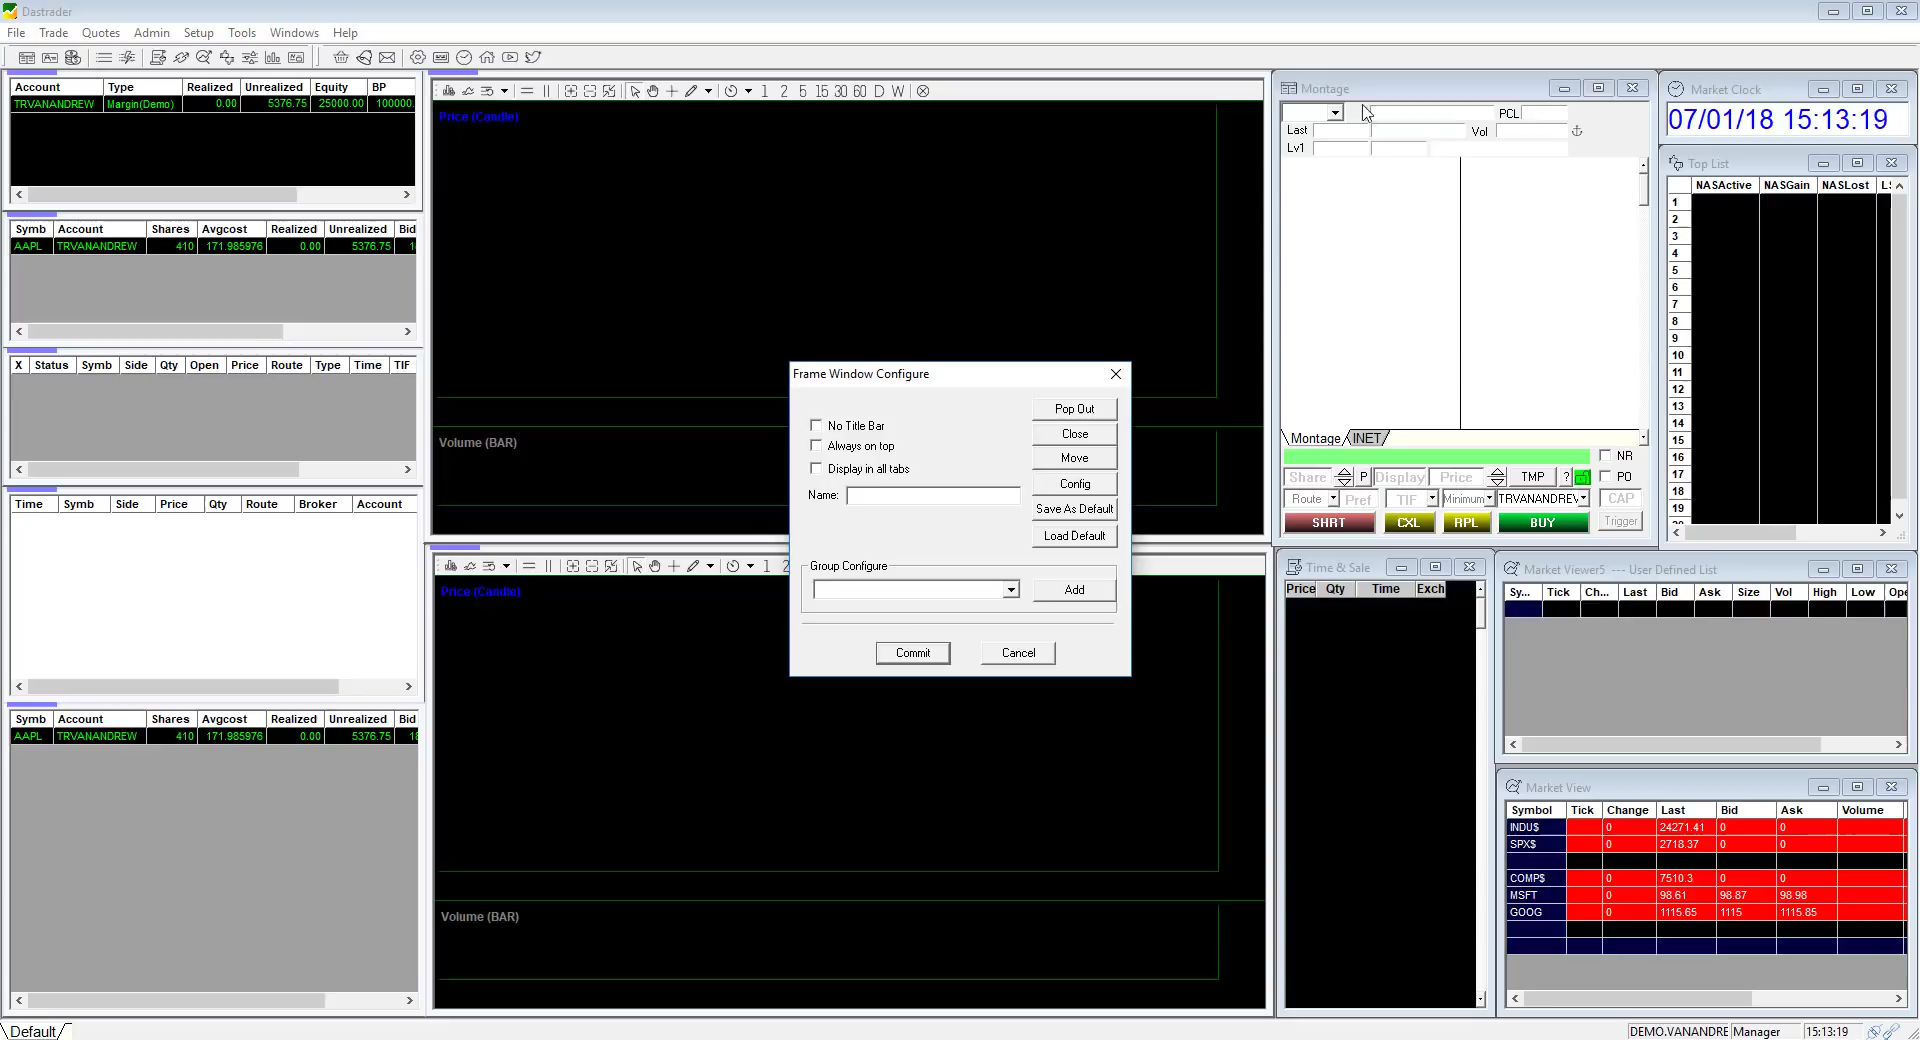 Dastrader
File Trade Quotes Admin Setup Tools Windows Help
Account Type Realized Unrealized Equity BP
TRVANANDREW Margin(Demo) 0.00 5376.75 25000.00 100000.
Symb Account Shares Avgcost Realized Unrealized Bid
AAPL TRVANANDREW 410 171.985976 0.00 5376.75
X Status Symb Side Qty Open Price Route Type Time TIF
Time Symb Side Price Qty Route Broker Account
Symb Account Shares Avgcost Realized Unrealized Bid
AAPL TRVANANDREW 410 171.985976 0.00 5376.75
1 2 5 15 30 60 D W
Price (Candle)
Volume (BAR)
1 2
Price (Candle)
Volume (BAR)
Frame Window Configure
No Title Bar
Always on top
Display in all tabs
Name:
Pop Out
Close
Move
Config
Save As Default
Load Default
Group Configure
Add
Commit Cancel
Montage
PCL
Last Vol
Lv1
Montage INET
NR
Share P Display Price TMP ? PO
Route Pref TIF Minimum TRVANANDREV CAP
SHRT CXL RPL BUY Trigger
Market Clock
07/01/18 15:13:19
Top List
NASActive NASGain NASLost
1
2
3
4
5
6
7
8
9
10
11
12
13
14
15
16
17
18
19
Time & Sale
Price Qty Time Exch
Market Viewer5 --- User Defined List
Sy... Tick Ch... Last Bid Ask Size Vol High Low Ope
Market View
Symbol Tick Change Last Bid Ask Volume
INDU$ 0 24271.41 0 0
SPX$ 0 2718.37 0 0
COMP$ 0 7510.3 0 0
MSFT 0 98.61 98.87 98.98
GOOG 0 1115.65 1115 1115.85
Default
DEMO.VANANDRE Manager 15:13:19